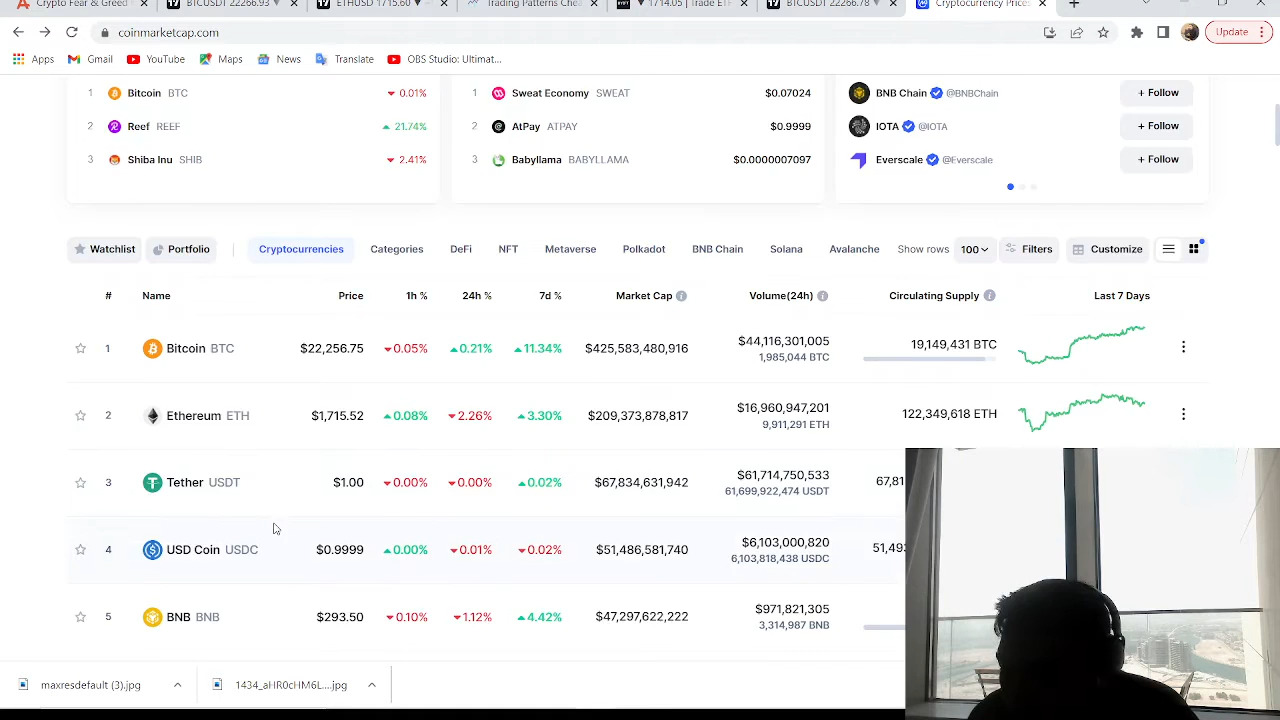 Crypto Fear & Greed
BTCUSDT 22266.93
ETHUSD 1715.60
Trading Patterns Chea
1714.05 | Trade ETF
BTCUSDT 22266.78
Cryptocurrency Prices
coinmarketcap.com
Update
Apps Gmail YouTube Maps News Translate OBS Studio: Ultimat...
1 Bitcoin BTC 0.01%
2 Reef REEF 21.74%
3 Shiba Inu SHIB 2.41%
1 Sweat Economy SWEAT $0.07024
2 AtPay ATPAY $0.9999
3 Babyllama BABYLLAMA $0.0000007097
BNB Chain @BNBChain + Follow
IOTA @IOTA + Follow
Everscale @Everscale + Follow
Watchlist Portfolio Cryptocurrencies Categories DeFi NFT Metaverse Polkadot BNB Chain Solana Avalanche Show rows 100 Filters Customize
# Name Price 1h % 24h % 7d % Market Cap Volume(24h) Circulating Supply Last 7 Days
1 Bitcoin BTC $22,256.75 0.05% 0.21% 11.34% $425,583,480,916 $44,116,301,005 19,149,431 BTC
1,985,044 BTC
2 Ethereum ETH $1,715.52 0.08% 2.26% 3.30% $209,373,878,817 $16,960,947,201 122,349,618 ETH
9,911,291 ETH
3 Tether USDT $1.00 0.00% 0.00% 0.02% $67,834,631,942 $61,714,750,533 67,81
61,699,922,474 USDT
4 USD Coin USDC $0.9999 0.00% 0.01% 0.02% $51,486,581,740 $6,103,000,820 51,493
6,103,818,438 USDC
5 BNB BNB $293.50 0.10% 1.12% 4.42% $47,297,622,222 $971,821,305
3,314,987 BNB
maxresdefault (3).jpg